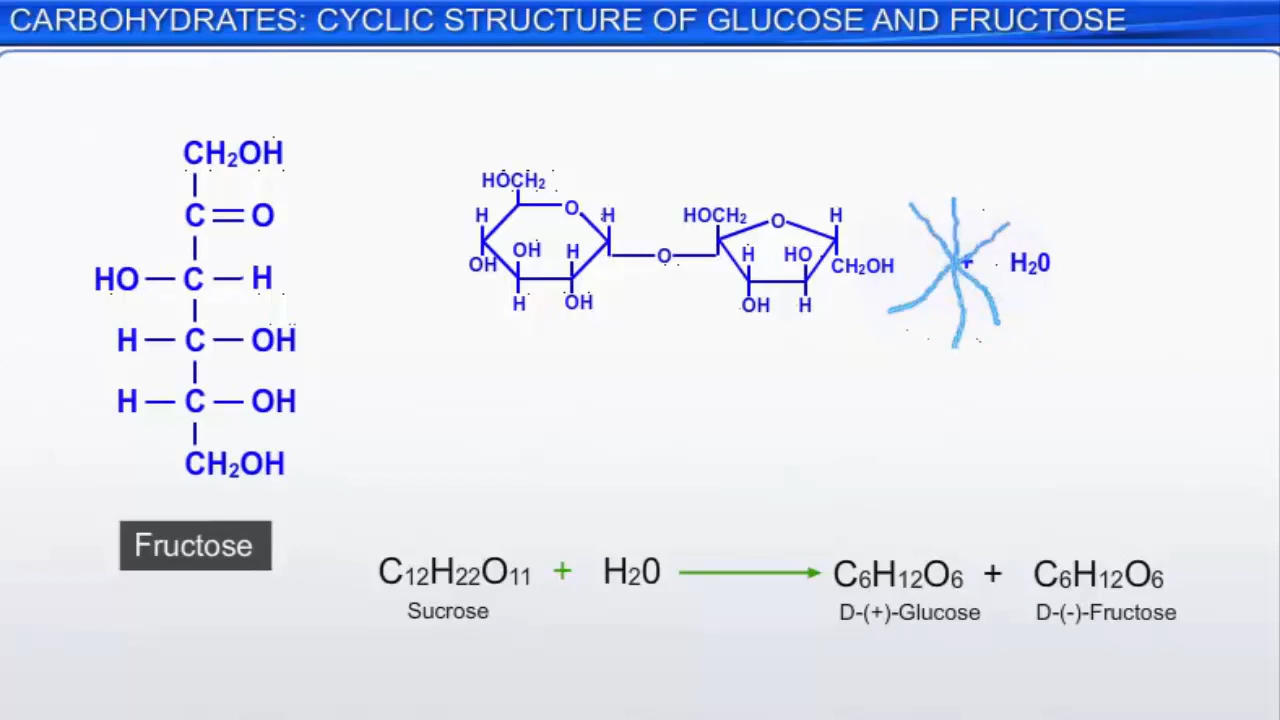 CARBOHYDRATES: CYCLIC STRUCTURE OF GLUCOSE AND FRUCTOSE
CH₂OH
C=O
HO—C—H
H—C—OH
H—C—OH
CH₂OH
Fructose
HOCH₂
H O H
OH H
OH
H OH
O
HOCH₂ O H
H HO
CH₂OH
OH H
+ H₂0
C₁₂H₂₂O₁₁ + H₂0 → C₆H₁₂O₆ + C₆H₁₂O₆
Sucrose D-(+)-Glucose D-(-)-Fructose